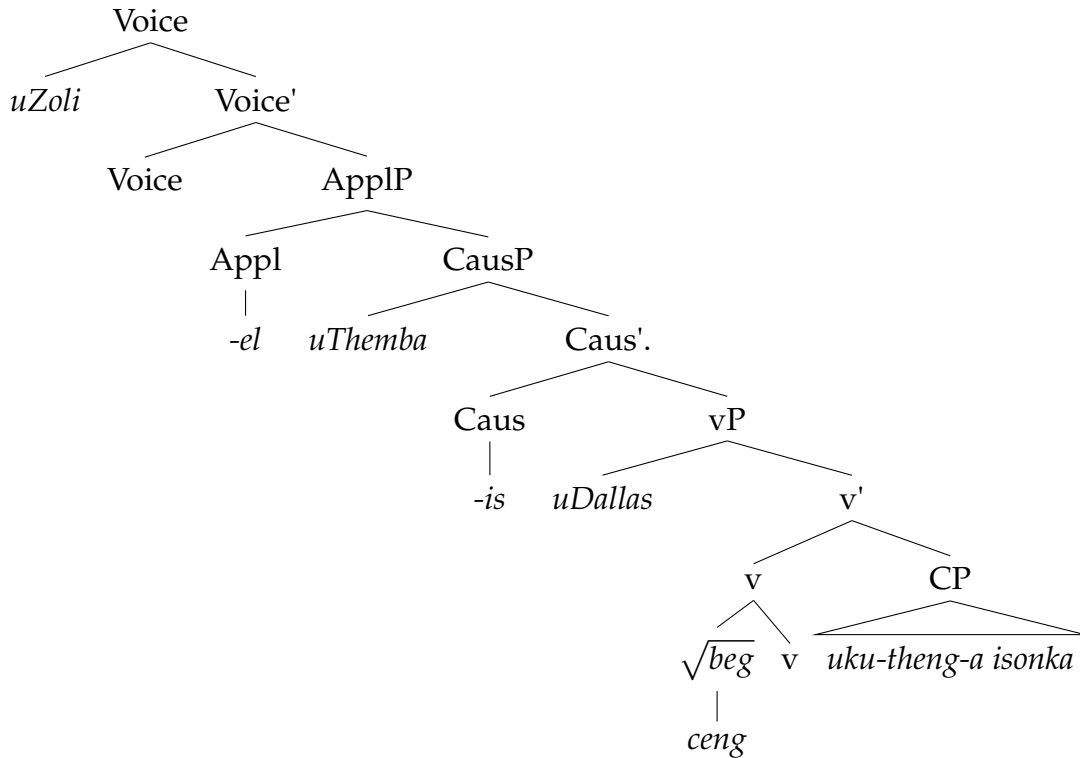 Voice
uZoli Voice'
Voice ApplP
Appl CausP
-el uThemba Caus'.
Caus vP
-is uDallas v'
v CP
√beg v uku-theng-a isonka
ceng